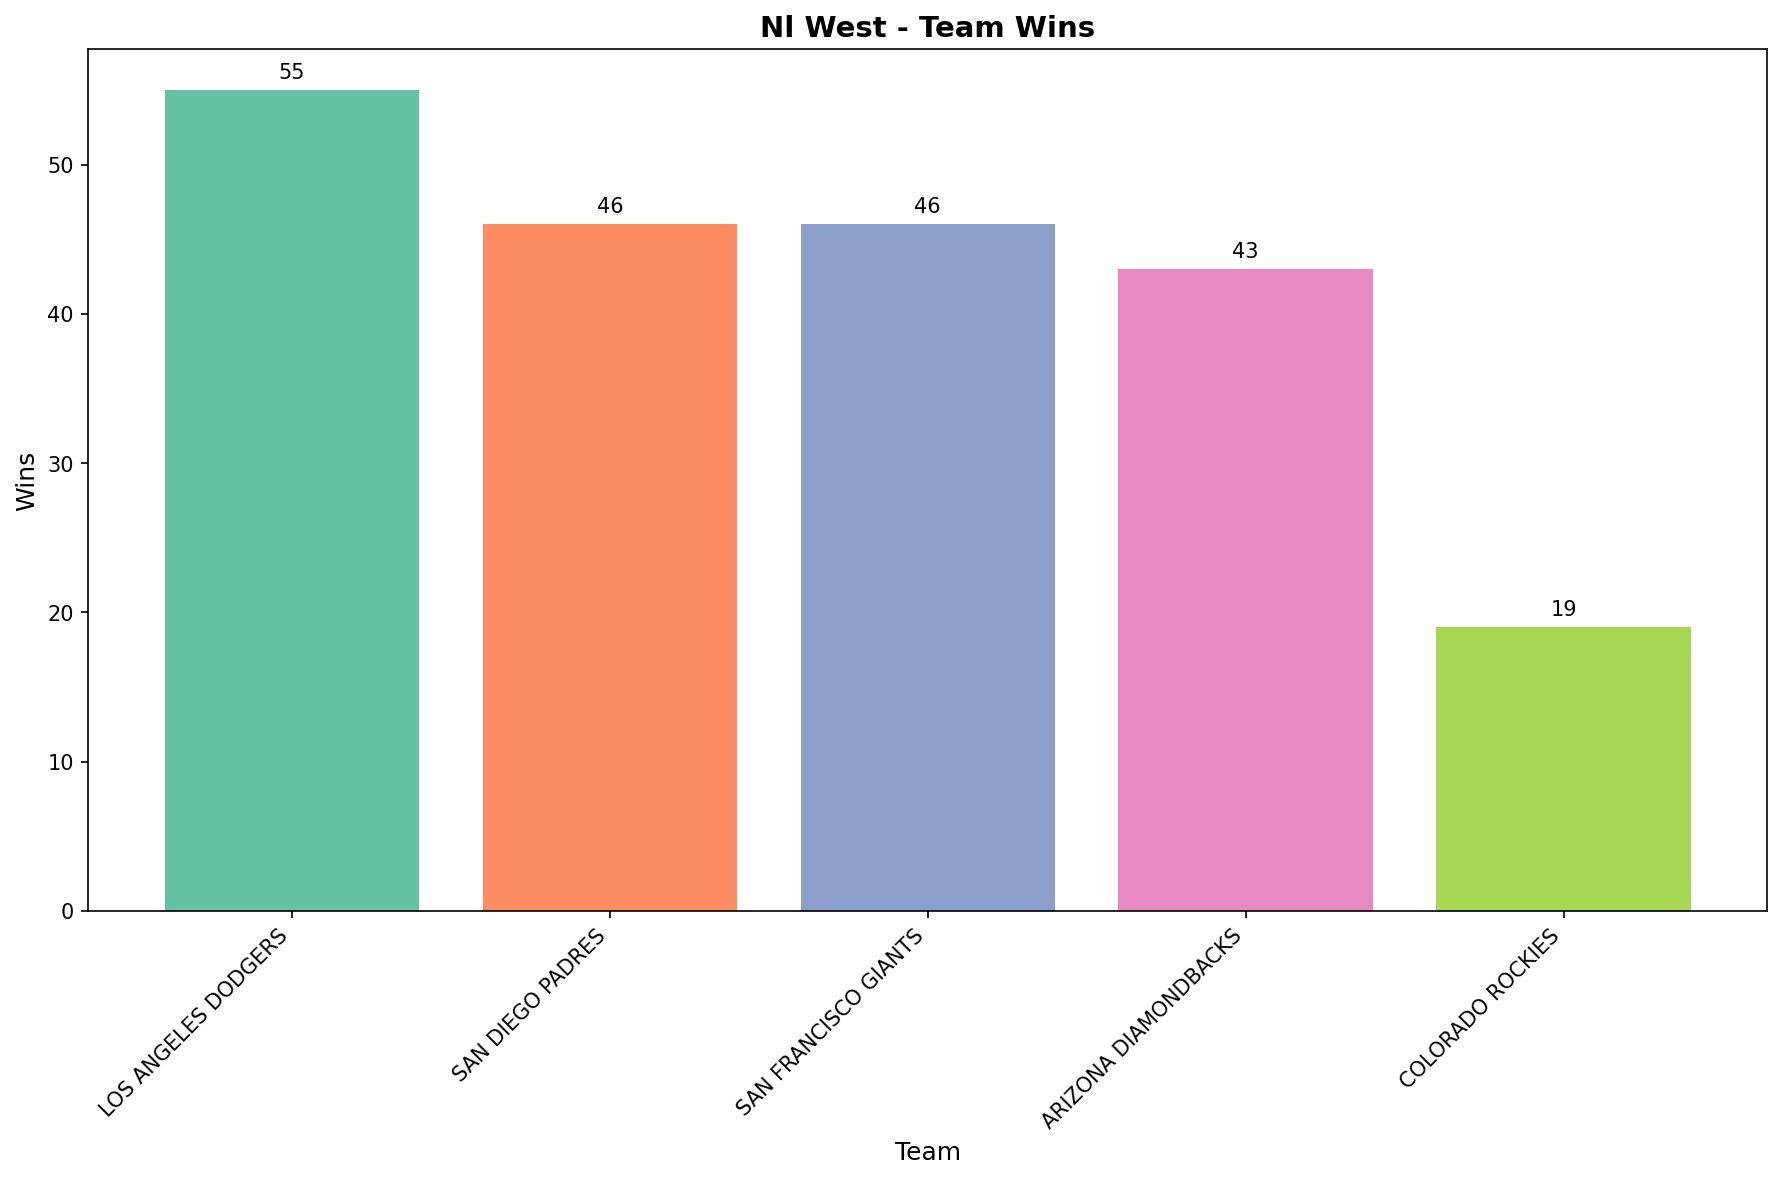 Nl West - Team Wins
55
46
46
43
19
50
40
30
20
10
0
Wins
LOS ANGELES DODGERS
SAN DIEGO PADRES
SAN FRANCISCO GIANTS
ARIZONA DIAMONDBACKS
COLORADO ROCKIES
Team